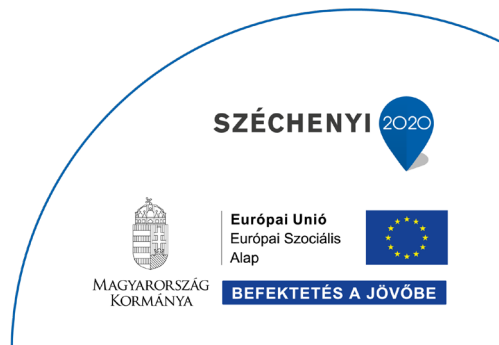 SZÉCHENYI 2020
Európai Unió
Európai Szociális
Alap
MAGYARORSZÁG
KORMÁNYA
BEFEKTETÉS A JÖVŐBE